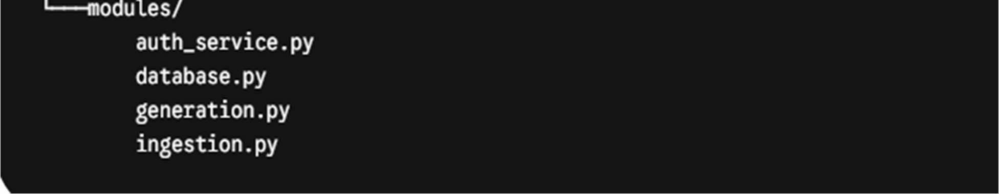 └───modules/
auth_service.py
database.py
generation.py
ingestion.py